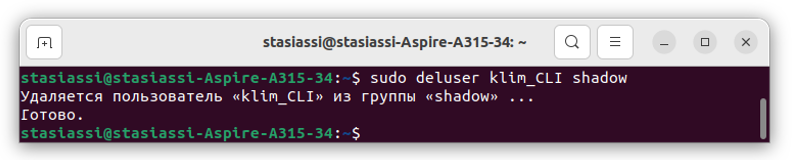 stasiassi@stasiassi-Aspire-A315-34: ~
stasiassi@stasiassi-Aspire-A315-34:~$ sudo deluser klim_CLI shadow
Удаляется пользователь «klim_CLI» из группы «shadow» ...
Готово.
stasiassi@stasiassi-Aspire-A315-34:~$